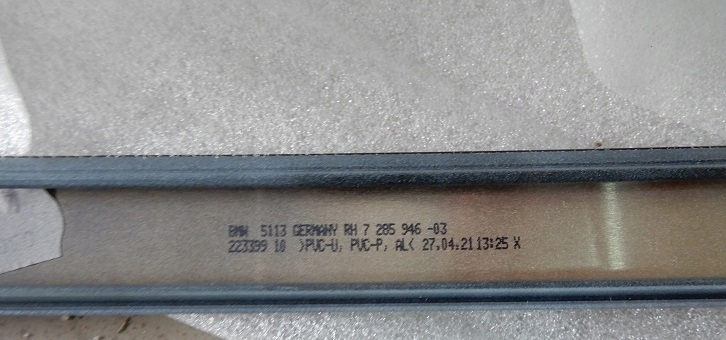 BMW 5113 GERMANY RH 7 285 946 -03
223399 10 >PVC-U, PVC-P, AL< 27.04.21 13:25 X